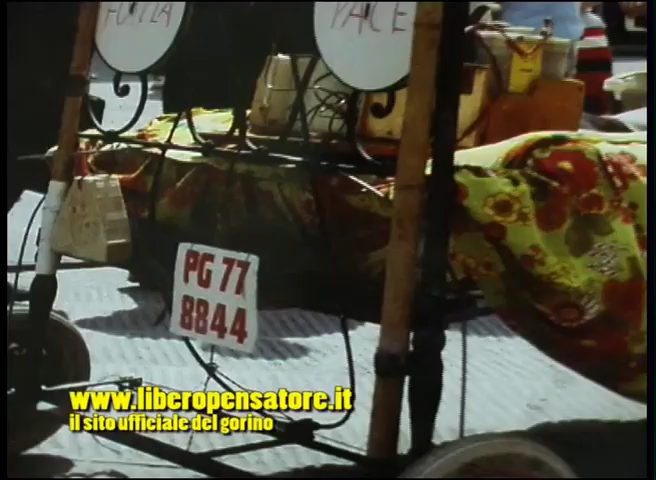 FORZA
PACE
PG 77
8844
www.liberopensatore.it
il sito ufficiale del gorino